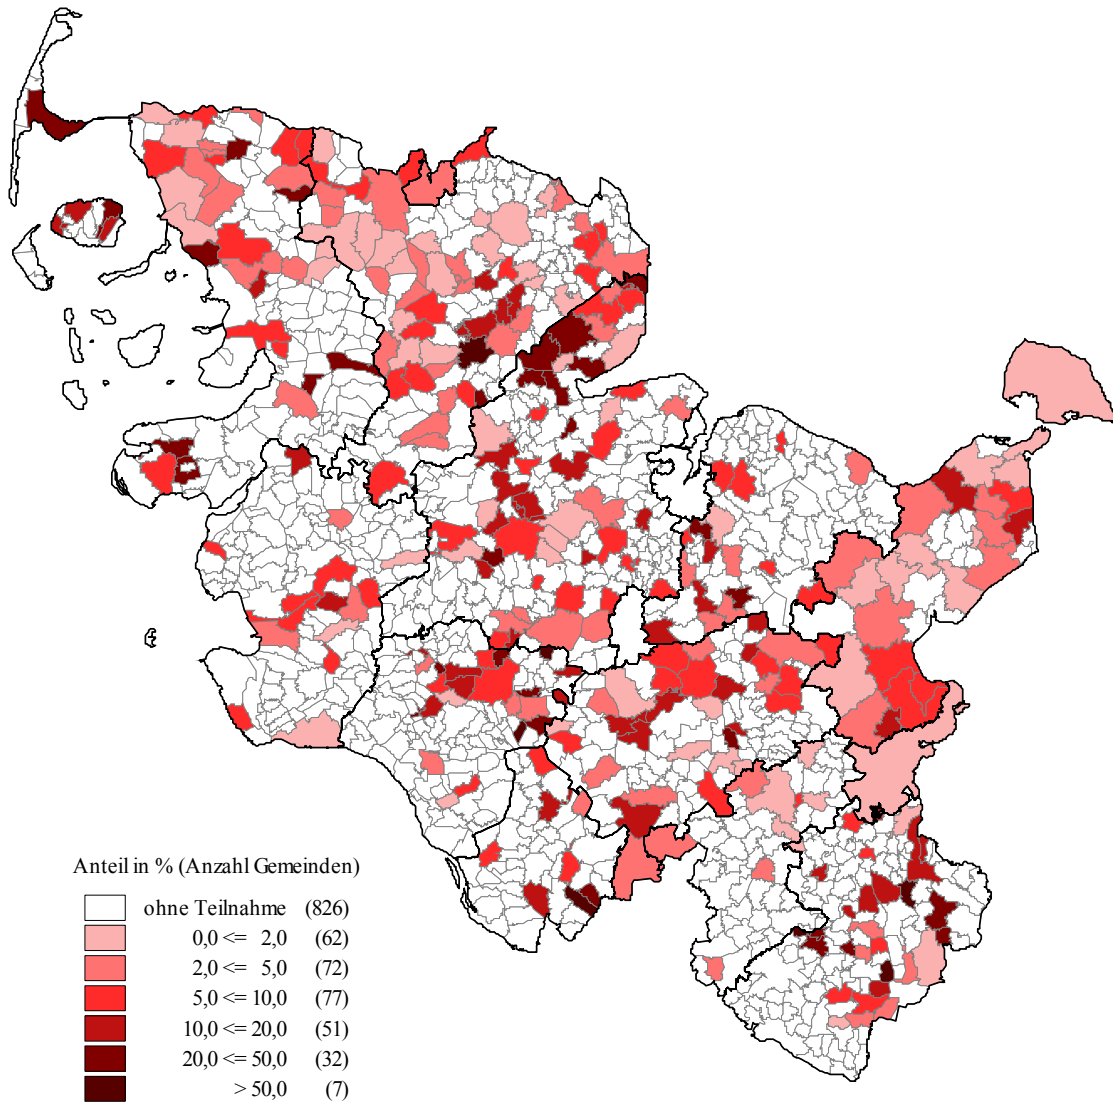 Anteil in % (Anzahl Gemeinden)
ohne Teilnahme (826)
0,0 <= 2,0 (62)
2,0 <= 5,0 (72)
5,0 <= 10,0 (77)
10,0 <= 20,0 (51)
20,0 <= 50,0 (32)
> 50,0 (7)